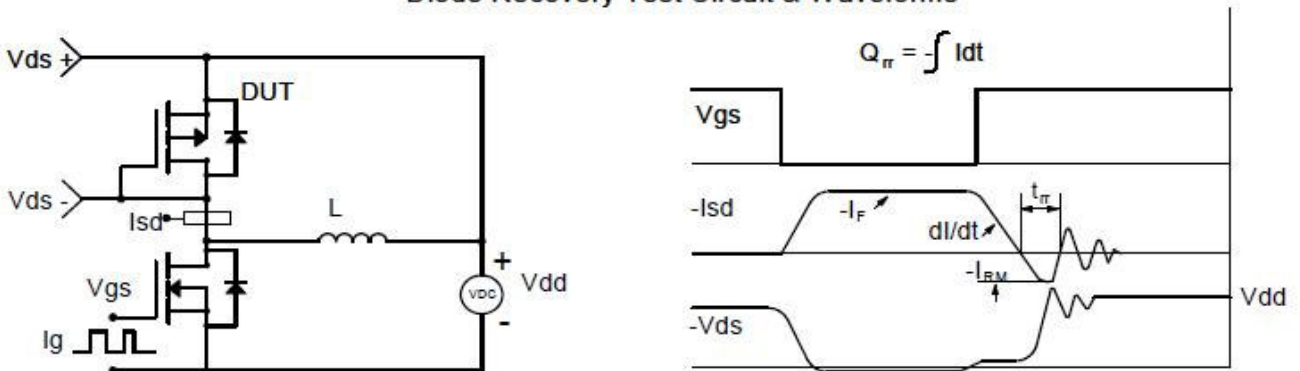 Diode Recovery Test Circuit & Waveforms
Vds +
DUT
Vds -
Isd
L
Vgs
Ig
VDC
+
-
Vdd
Qrr = -∫ Idt
Vgs
-Isd
-IF
dI/dt
trr
-IRM
Vdd
-Vds